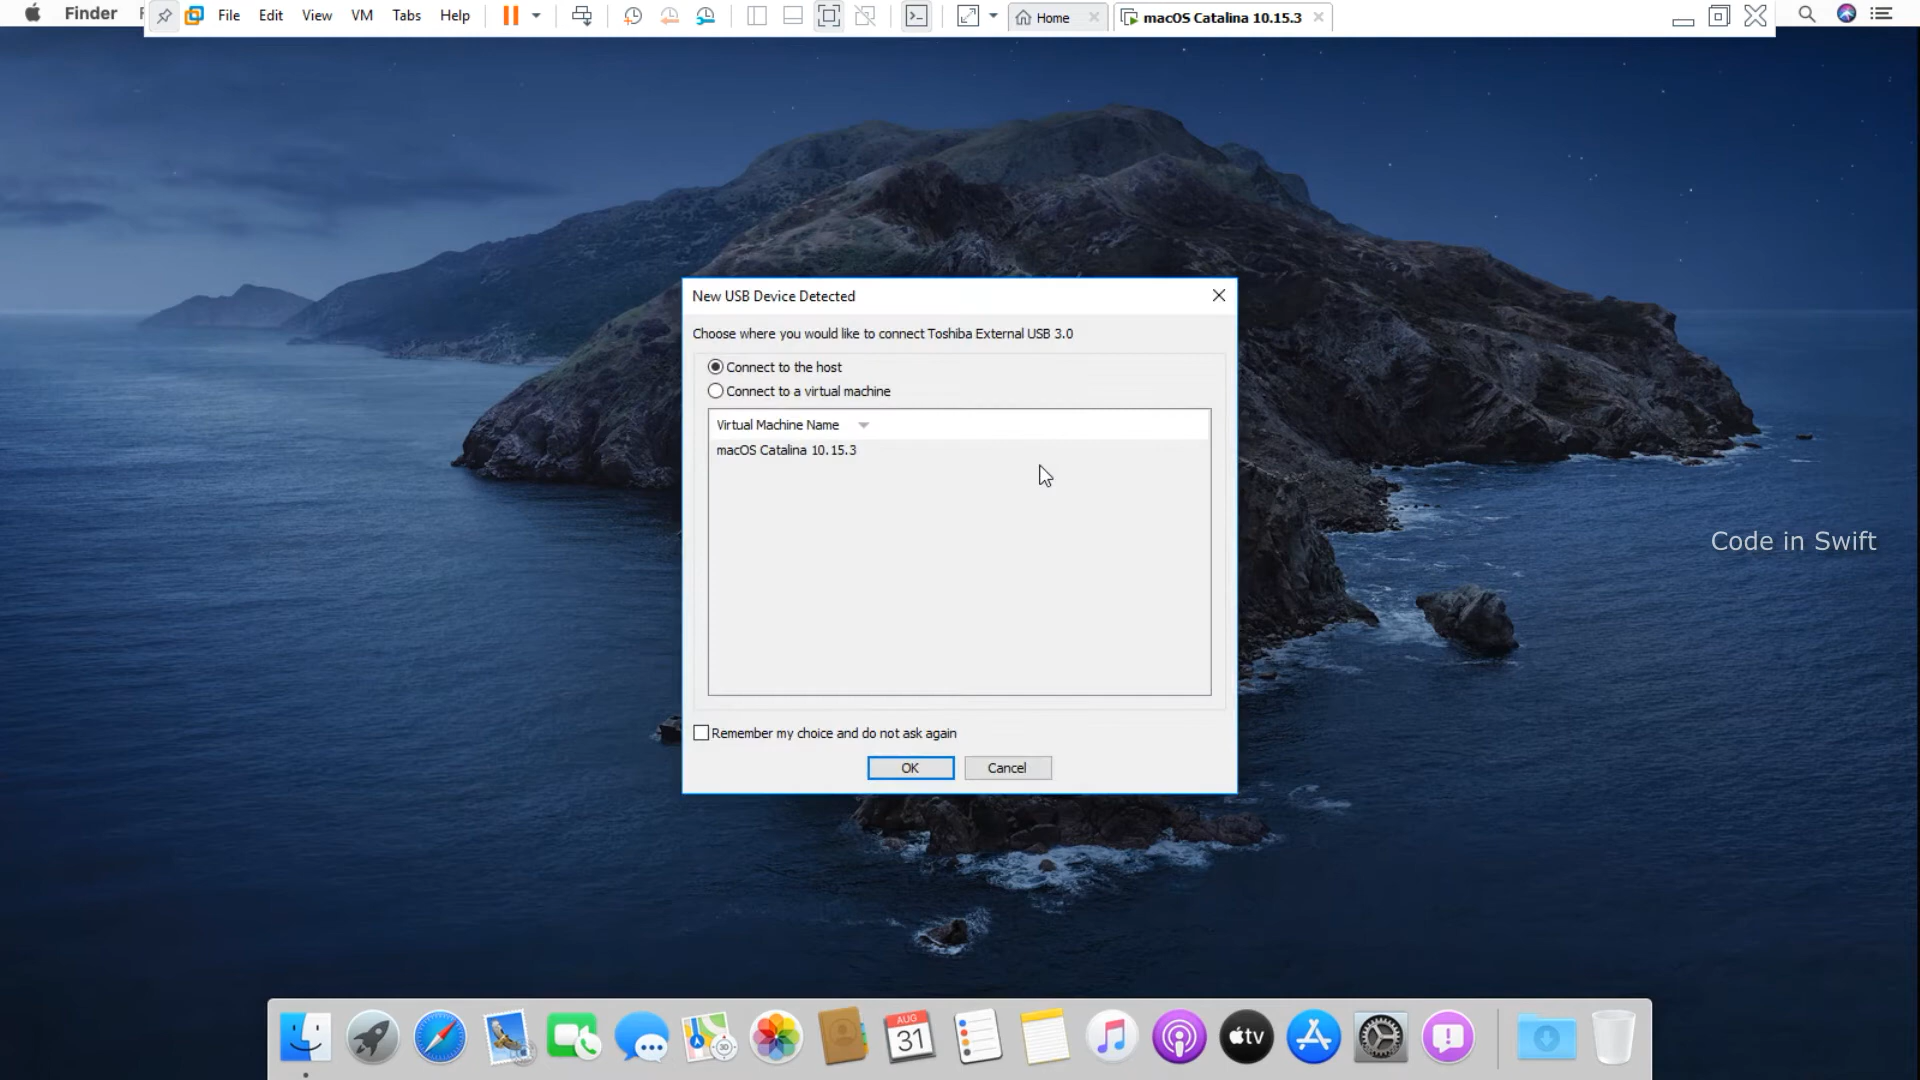 Finder
File Edit View VM Tabs Help
Home
macOS Catalina 10.15.3
New USB Device Detected
Choose where you would like to connect Toshiba External USB 3.0
Connect to the host
Connect to a virtual machine
Virtual Machine Name
macOS Catalina 10.15.3
Code in Swift
Remember my choice and do not ask again
OK Cancel
AUG
31
3D
tv